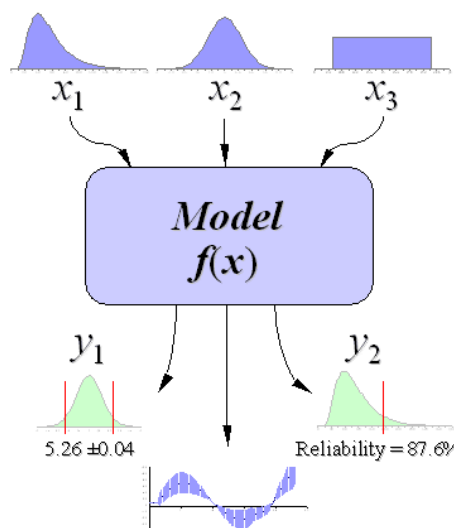 x1 x2 x3
Model
f(x)
y1 y2
5.26 ±0.04 Reliability = 87.6%